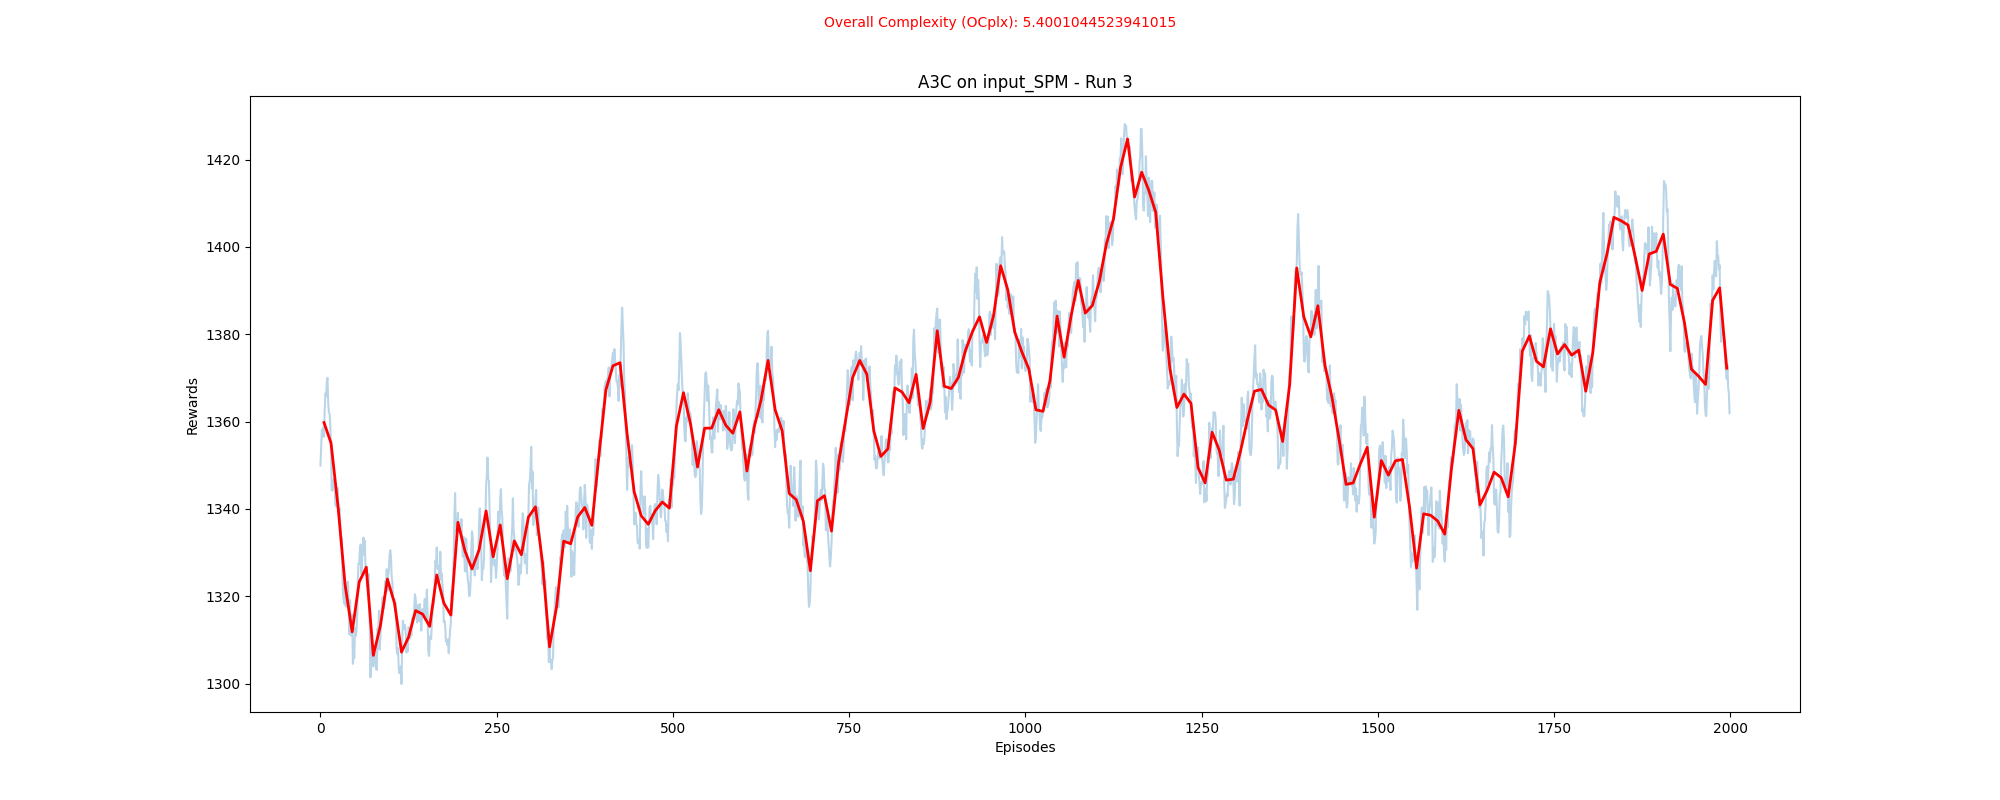 Overall Complexity (OCplx): 5.4001044523941015
A3C on input_SPM - Run 3
Rewards
1420
1400
1380
1360
1340
1320
1300
0 250 500 750 1000 1250 1500 1750 2000
Episodes